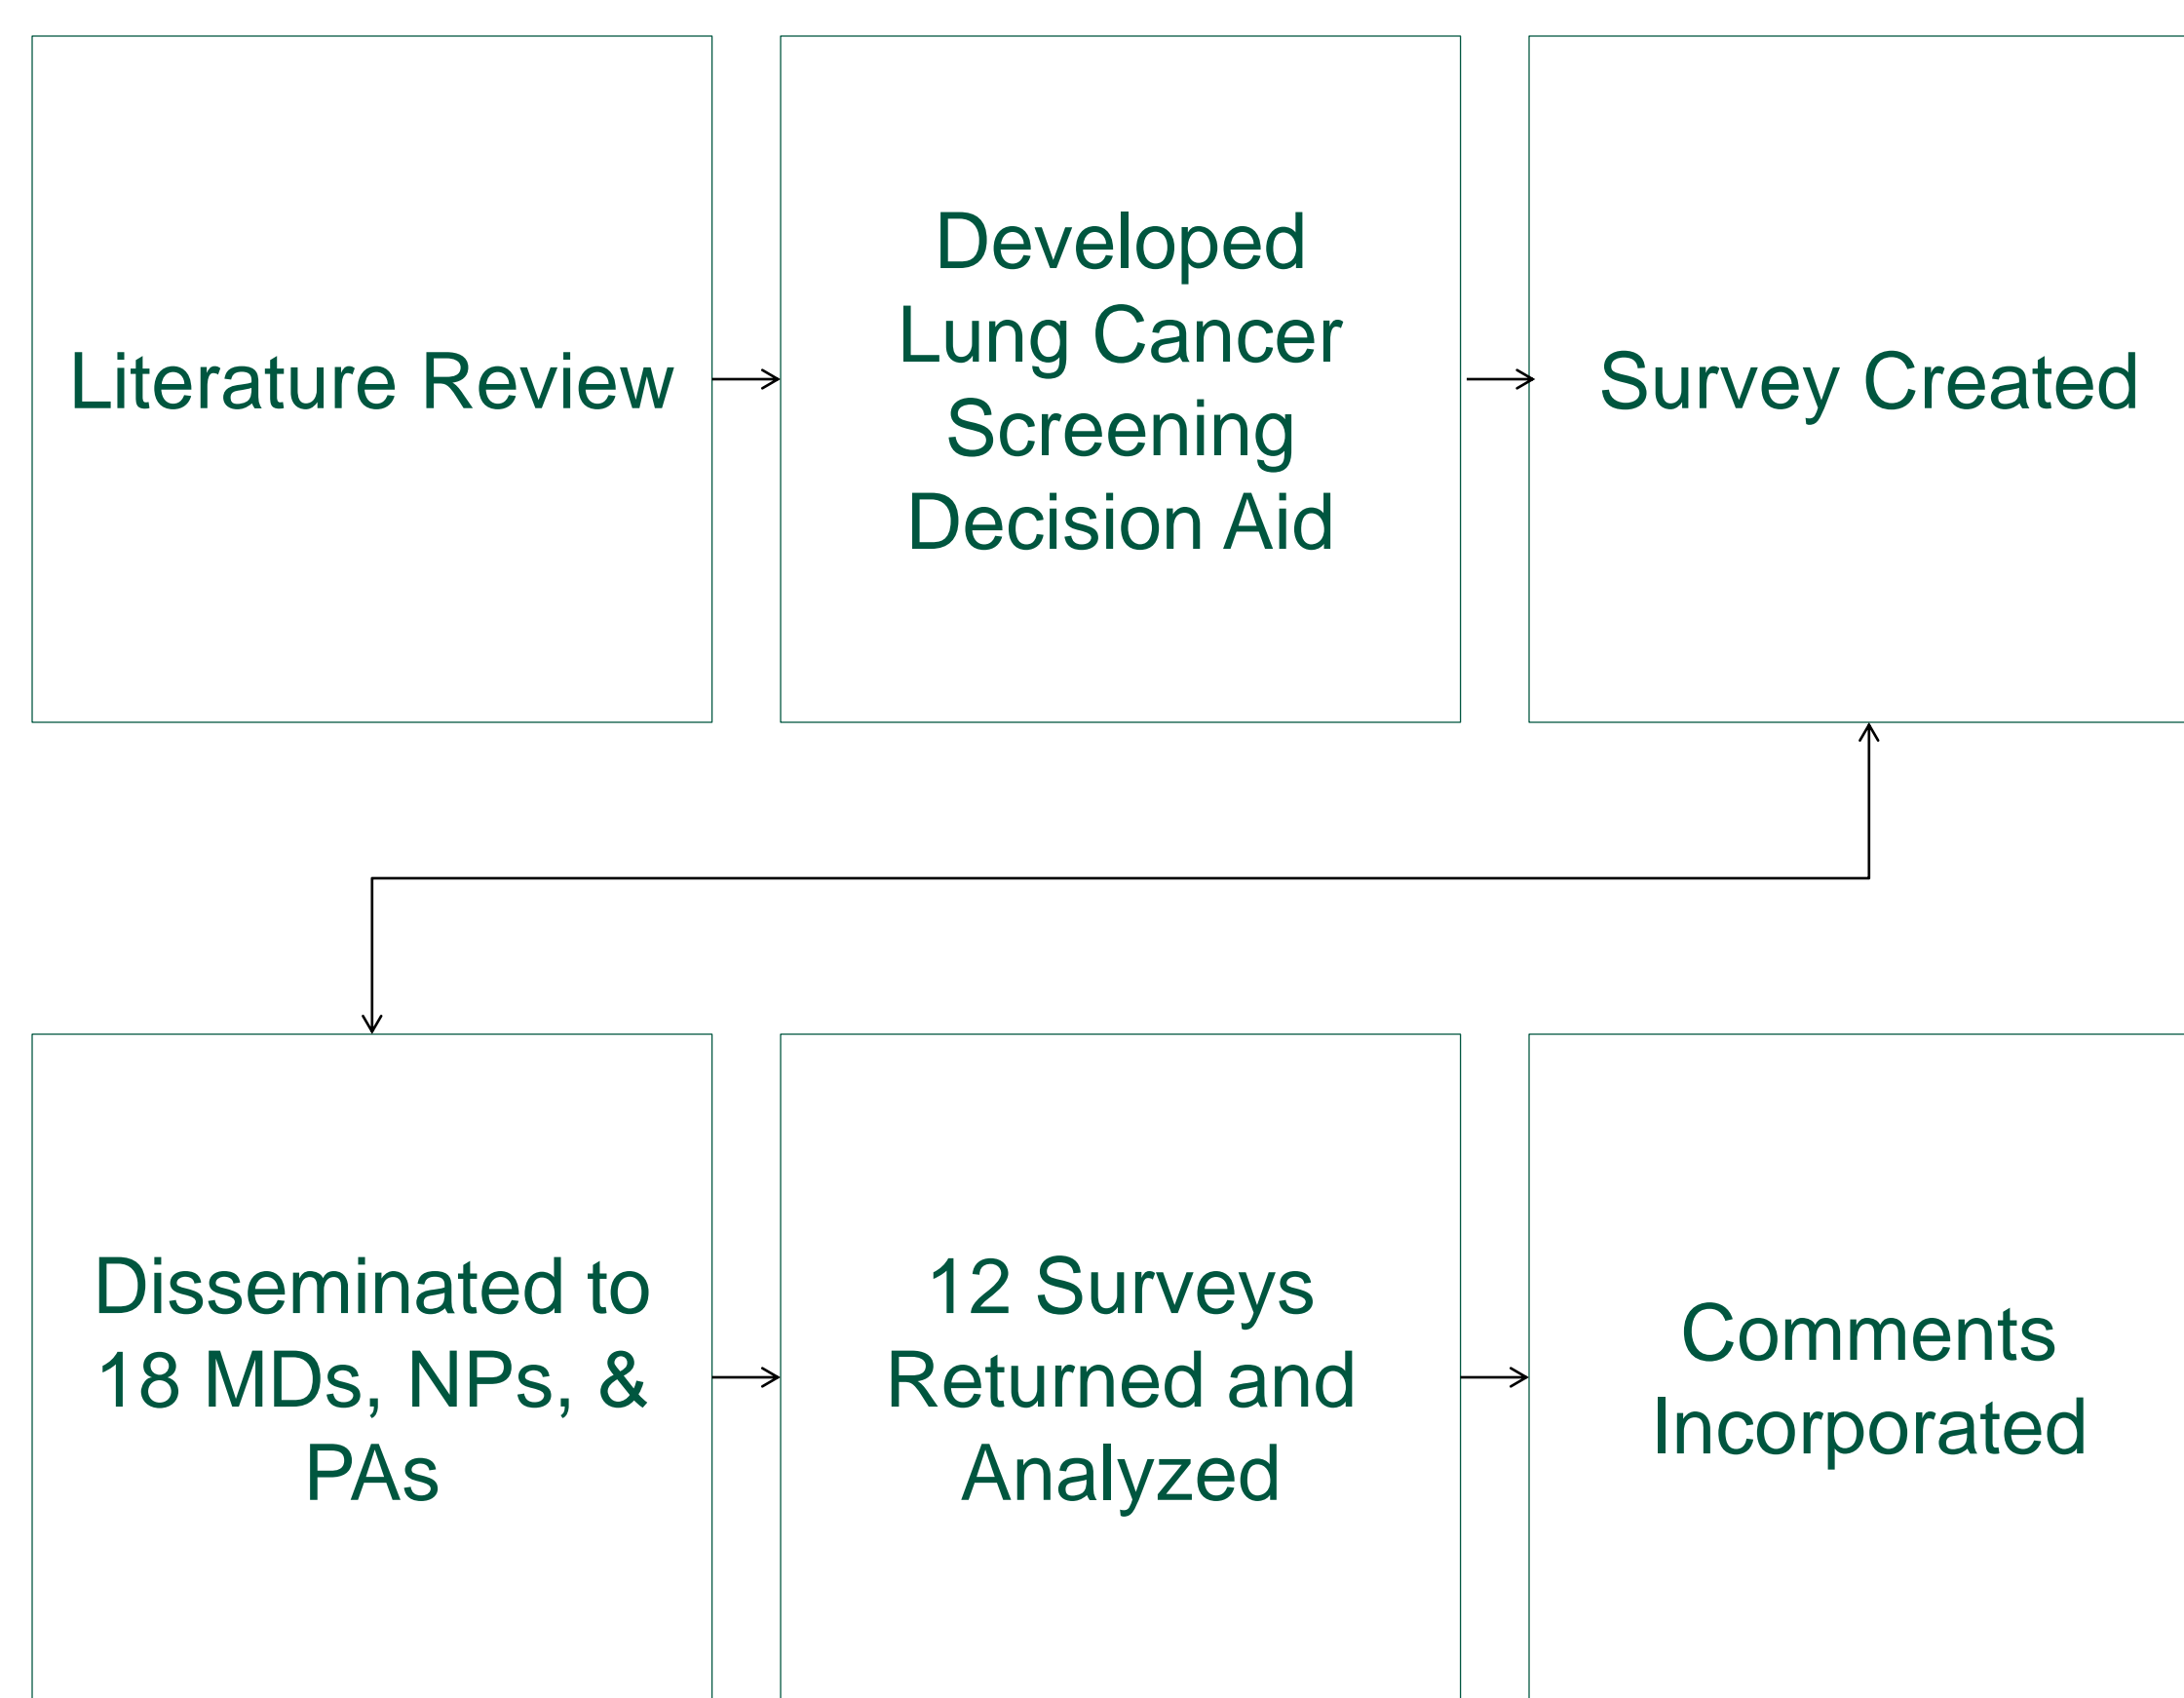 Literature Review
Developed
Lung Cancer
Screening
Decision Aid
Survey Created
Disseminated to
18 MDs, NPs, &
PAs
12 Surveys
Returned and
Analyzed
Comments
Incorporated